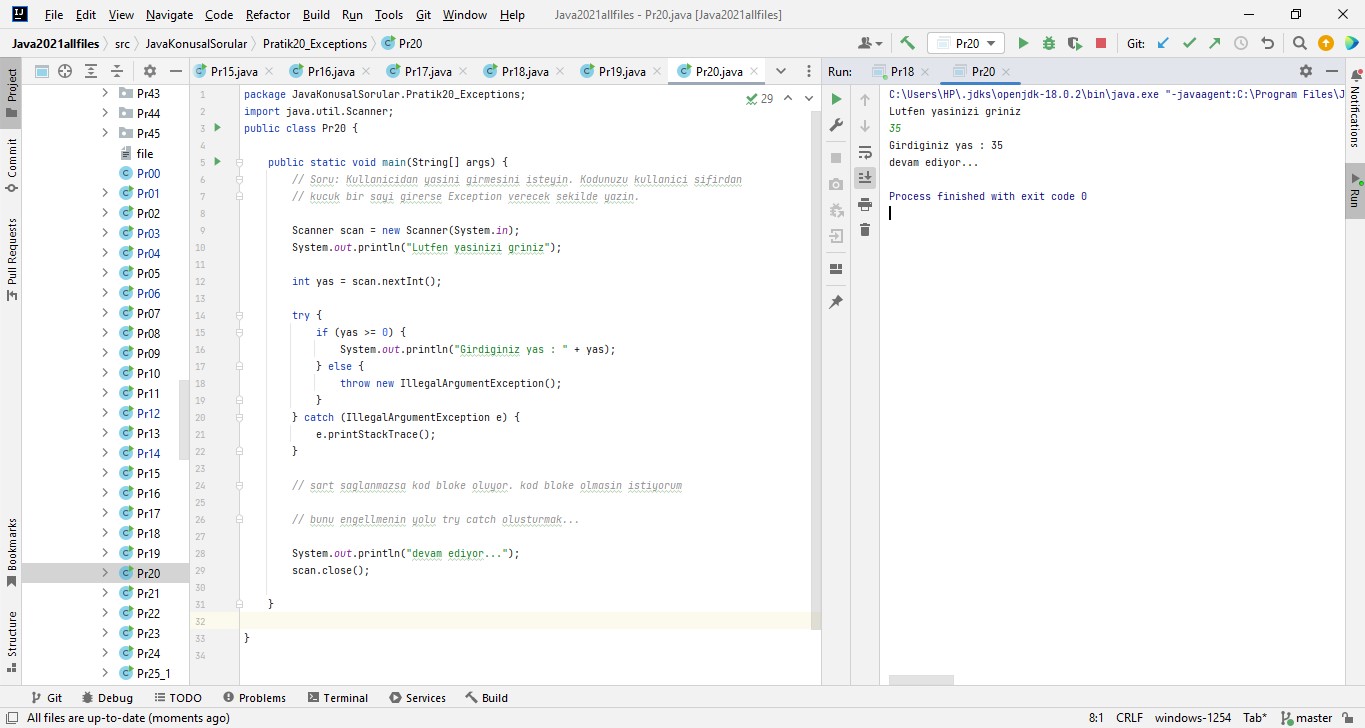 File Edit View Navigate Code Refactor Build Run Tools Git Window Help Java2021allfiles - Pr20.java [Java2021allfiles]
Java2021allfiles src JavaKonusalSorular Pratik20_Exceptions Pr20 Pr20 Git:
Project
Commit
Pull Requests
Bookmarks
Structure
Pr43
Pr44
Pr45
file
Pr00
Pr01
Pr02
Pr03
Pr04
Pr05
Pr06
Pr07
Pr08
Pr09
Pr10
Pr11
Pr12
Pr13
Pr14
Pr15
Pr16
Pr17
Pr18
Pr19
Pr20
Pr21
Pr22
Pr23
Pr24
Pr25_1
Pr15.java Pr16.java Pr17.java Pr18.java Pr19.java Pr20.java
29
1 package JavaKonusalSorular.Pratik20_Exceptions;
2 import java.util.Scanner;
3 public class Pr20 {
4
5 public static void main(String[] args) {
6 // Soru: Kullanicidan yasini girmesini isteyin. Kodunuzu kullanici sifirdan
7 // kucuk bir sayi girerse Exception verecek sekilde yazin.
8
9 Scanner scan = new Scanner(System.in);
10 System.out.println("Lutfen yasinizi griniz");
11
12 int yas = scan.nextInt();
13
14 try {
15 if (yas >= 0) {
16 System.out.println("Girdiginiz yas : " + yas);
17 } else {
18 throw new IllegalArgumentException();
19 }
20 } catch (IllegalArgumentException e) {
21 e.printStackTrace();
22 }
23
24 // sart saglanmazsa kod bloke oluyor. kod bloke olmasin istiyorum
25
26 // bunu engellmenin yolu try catch olusturmak...
27
28 System.out.println("devam ediyor...");
29 scan.close();
30
31 }
32
33 }
34
Run: Pr18 Pr20
C:\Users\HP\.jdks\openjdk-18.0.2\bin\java.exe "-javaagent:C:\Program Files\J
Lutfen yasinizi griniz
35
Girdiginiz yas : 35
devam ediyor...
Process finished with exit code 0
Notifications
Run
Git Debug TODO Problems Terminal Services Build
All files are up-to-date (moments ago) 8:1 CRLF windows-1254 Tab* master